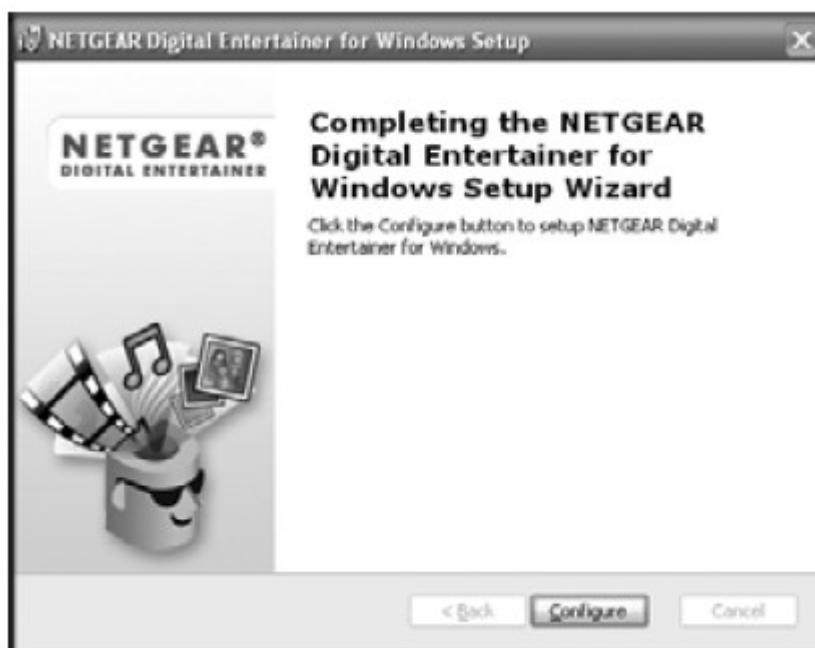 NETGEAR Digital Entertainer for Windows Setup
NETGEAR®
DIGITAL ENTERTAINER
Completing the NETGEAR
Digital Entertainer for
Windows Setup Wizard
Click the Configure button to setup NETGEAR Digital
Entertainer for Windows.
< Back
Configure
Cancel